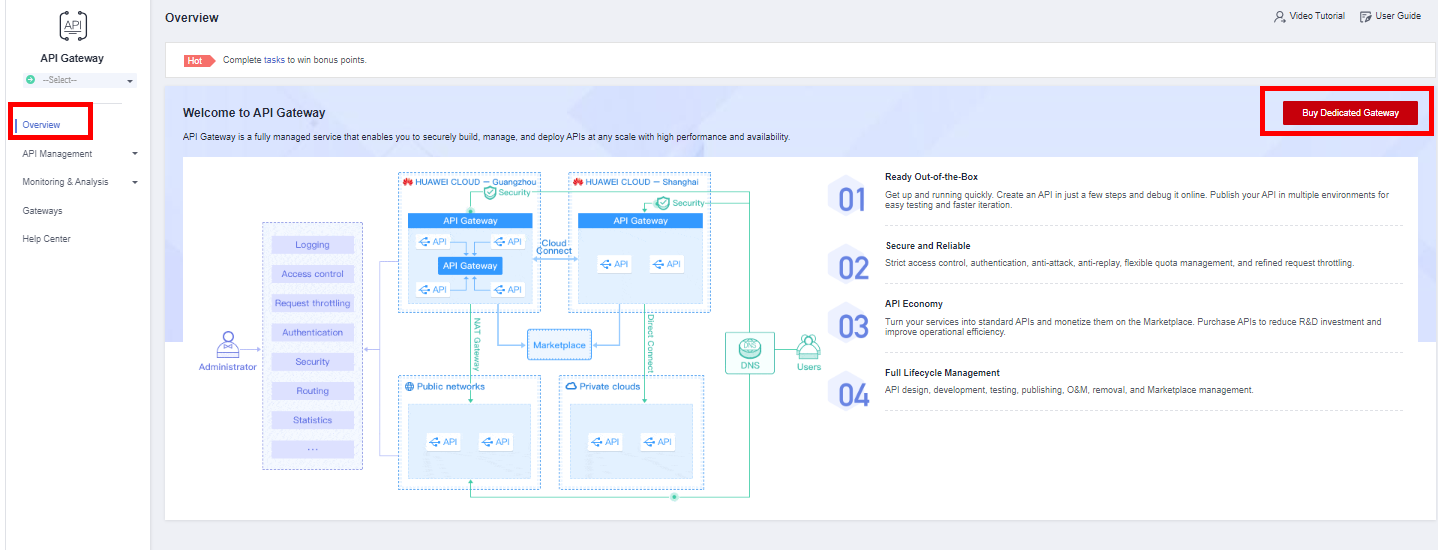 API
API Gateway
--Select--
Overview
API Management
Monitoring & Analysis
Gateways
Help Center
Overview
Video Tutorial
User Guide
Hot
Complete tasks to win bonus points.
Welcome to API Gateway
Buy Dedicated Gateway
API Gateway is a fully managed service that enables you to securely build, manage, and deploy APIs at any scale with high performance and availability.
Administrator
Logging
Access control
Request throttling
Authentication
Security
Routing
Statistics
...
HUAWEI CLOUD — Guangzhou
Security
API Gateway
API
API
API Gateway
API
API
Cloud
Connect
HUAWEI CLOUD — Shanghai
Security
API Gateway
API
API
NAT Gateway
Marketplace
Direct Connect
DNS
DNS
Users
Public networks
API
API
Private clouds
API
API
01
Ready Out-of-the-Box
Get up and running quickly. Create an API in just a few steps and debug it online. Publish your API in multiple environments for
easy testing and faster iteration.
02
Secure and Reliable
Strict access control, authentication, anti-attack, anti-replay, flexible quota management, and refined request throttling.
03
API Economy
Turn your services into standard APIs and monetize them on the Marketplace. Purchase APIs to reduce R&D investment and
improve operational efficiency.
04
Full Lifecycle Management
API design, development, testing, publishing, O&M, removal, and Marketplace management.